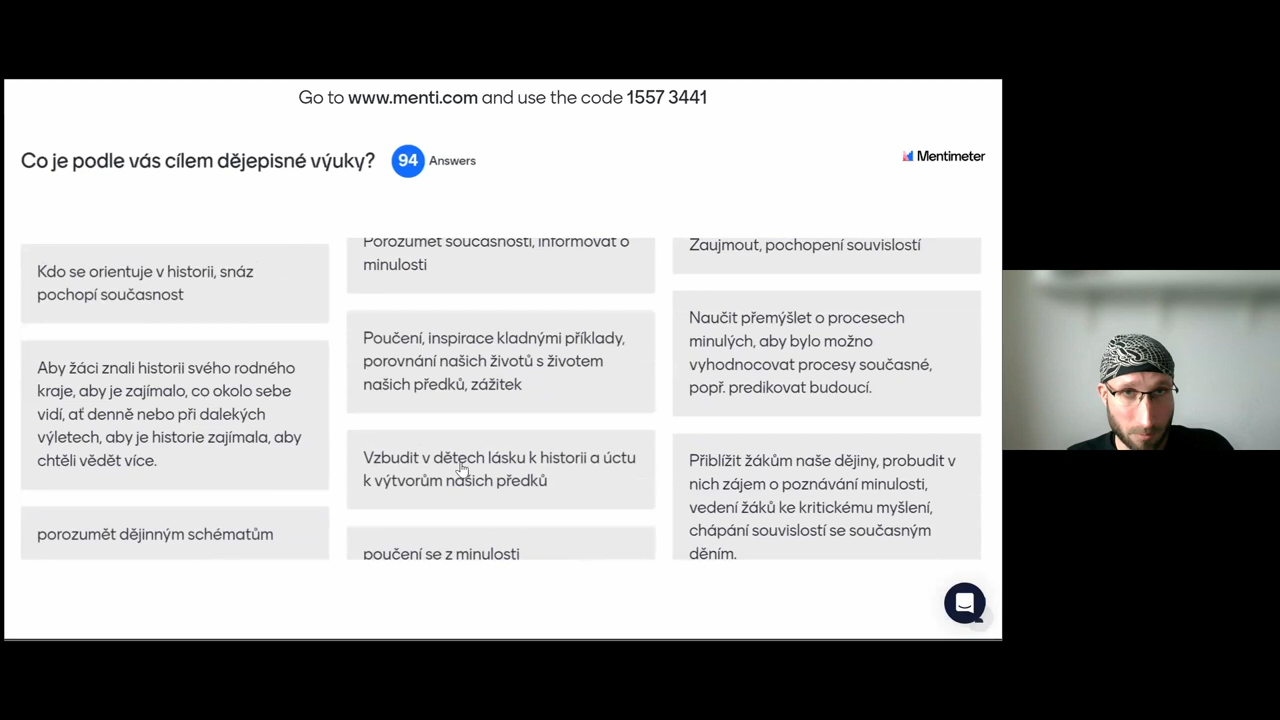 Go to www.menti.com and use the code 1557 3441
Co je podle vás cílem dějepisné výuky?
94 Answers
Mentimeter
Kdo se orientuje v historii, snáz
pochopí současnost
Aby žáci znali historii svého rodného
kraje, aby je zajímalo, co okolo sebe
vidí, ať denně nebo při dalekých
výletech, aby je historie zajímala, aby
chtěli vědět více.
porozumět dějinným schématům
Porozumět současnosti, informovat o
minulosti
Poučení, inspirace kladnými příklady,
porovnání našich životů s životem
našich předků, zážitek
Vzbudit v dětech lásku k historii a úctu
k výtvorům našich předků
poučení se z minulosti
Zaujmout, pochopení souvislostí
Naučit přemýšlet o procesech
minulých, aby bylo možno
vyhodnocovat procesy současné,
popř. predikovat budoucí.
Přiblížit žákům naše dějiny, probudit v
nich zájem o poznávání minulosti,
vedení žáků ke kritickému myšlení,
chápání souvislostí se současným
děním.